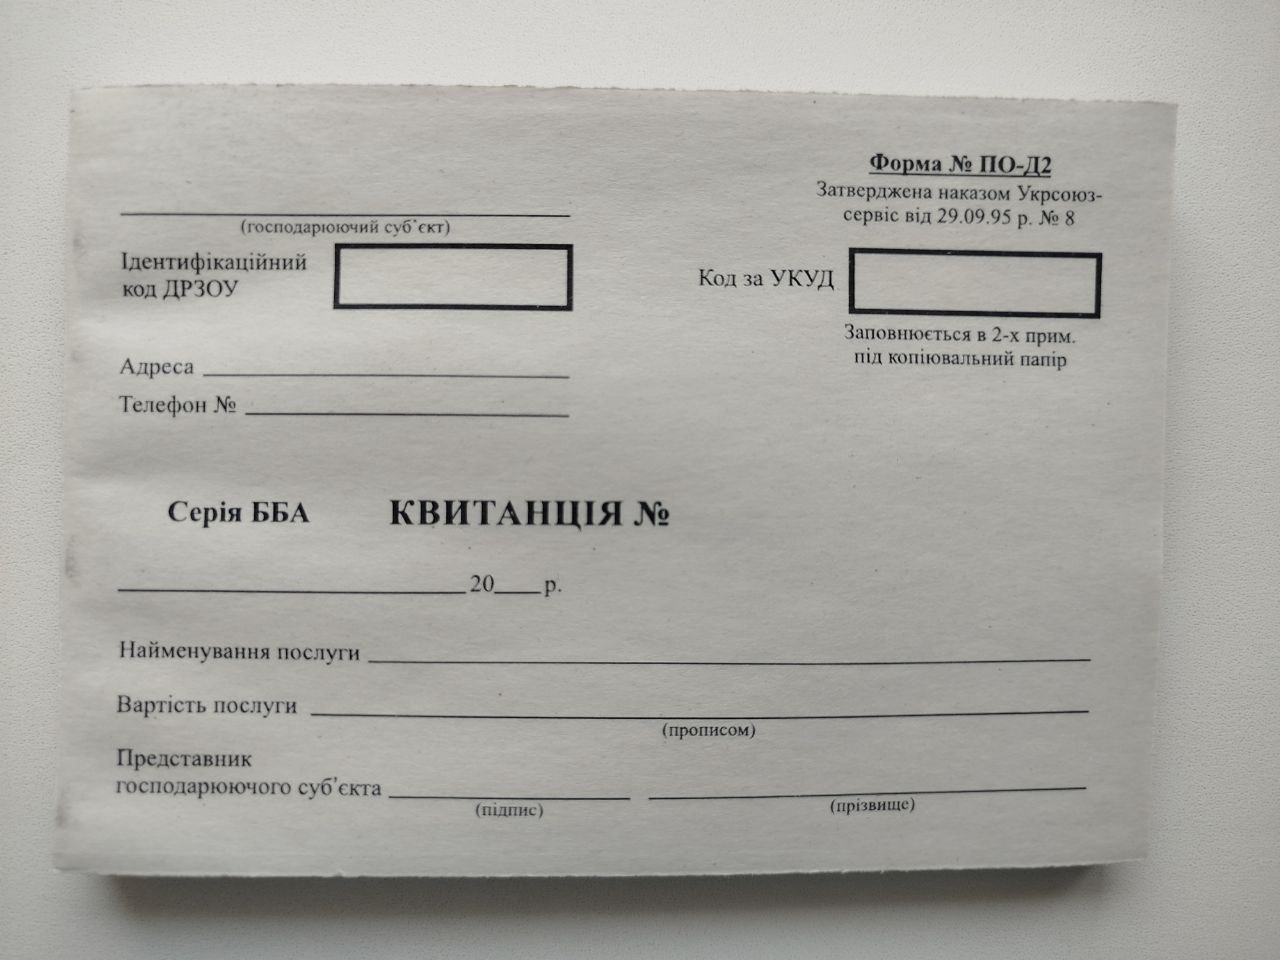 Форма № ПО-Д2
Затверджена наказом Укрсоюз-
сервіс від 29.09.95 р. № 8
(господарюючий суб'єкт)
Ідентифікаційний
код ДРЗОУ
Код за УКУД
Заповнюється в 2-х прим.
під копіювальний папір
Адреса
Телефон №
Серія ББА КВИТАНЦІЯ №
20 р.
Найменування послуги
Вартість послуги
(прописом)
Представник
господарюючого суб'єкта
(підпис) (прізвище)